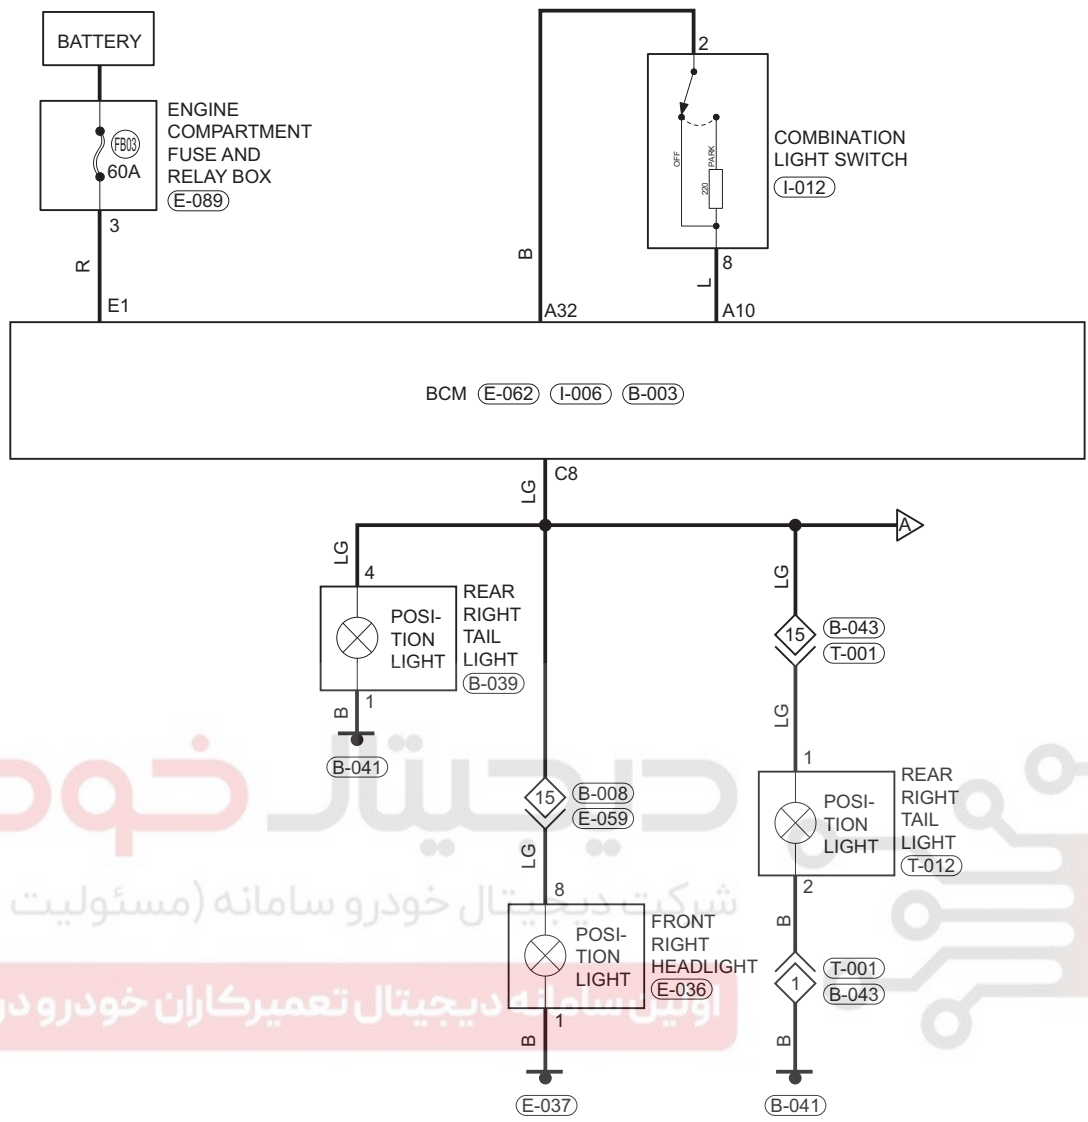 BATTERY
FB03
60A
ENGINE
COMPARTMENT
FUSE AND
RELAY BOX
E-089
3
R
E1
2
OFF
PARK
220
COMBINATION
LIGHT SWITCH
I-012
8
B
L
A32
A10
BCM E-062 I-006 B-003
C8
LG
A
LG
4
POSI-
TION
LIGHT
REAR
RIGHT
TAIL
LIGHT
B-039
1
B
B-041
LG
15
B-043
T-001
LG
1
POSI-
TION
LIGHT
REAR
RIGHT
TAIL
LIGHT
T-012
2
B
1
T-001
B-043
B
B-041
15
B-008
E-059
LG
8
POSI-
TION
LIGHT
FRONT
RIGHT
HEADLIGHT
E-036
1
B
E-037
دیجیتال خود
شرکت دیجیتال خودرو سامانه (مسئولیت
اولین سامانه دیجیتال تعمیرکاران خودرو در